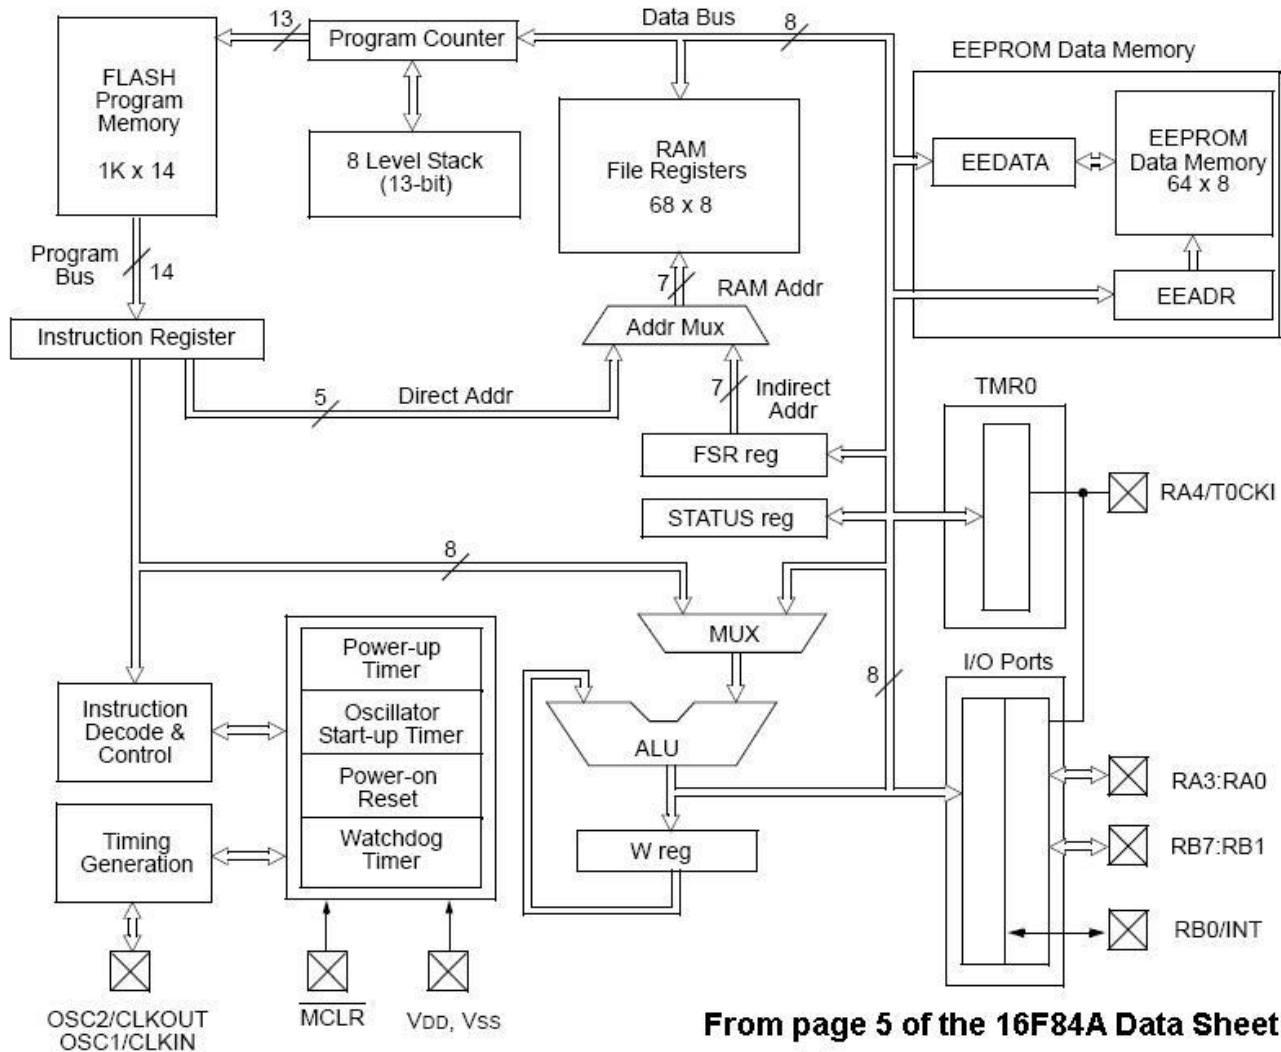 13
Data Bus
8
Program Counter
EEPROM Data Memory
FLASH
Program
Memory
1K x 14
8 Level Stack
(13-bit)
RAM
File Registers
68 x 8
EEDATA
EEPROM
Data Memory
64 x 8
Program
Bus
14
7
RAM Addr
EEADR
Instruction Register
Addr Mux
5
Direct Addr
7
Indirect
Addr
TMR0
FSR reg
RA4/T0CKI
STATUS reg
8
MUX
Power-up
Timer
8
I/O Ports
Instruction
Decode &
Control
Oscillator
Start-up Timer
ALU
Power-on
Reset
RA3:RA0
Timing
Generation
Watchdog
Timer
W reg
RB7:RB1
RB0/INT
OSC2/CLKOUT
OSC1/CLKIN
MCLR
VDD, VSS
From page 5 of the 16F84A Data Sheet